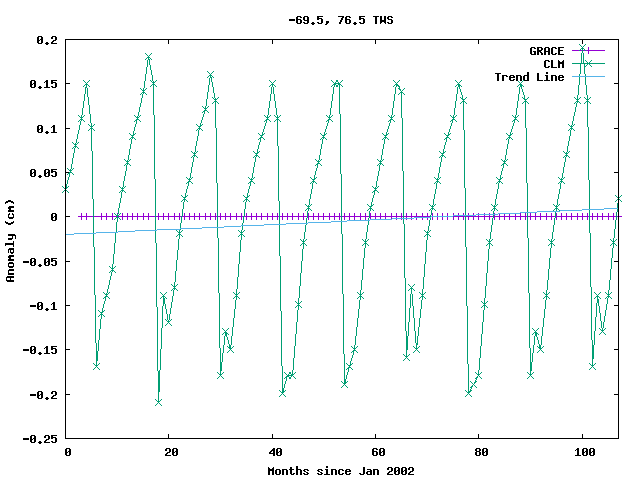 -69.5, 76.5 TWS
GRACE
CLM
Trend Line
0.2
0.15
0.1
0.05
0
-0.05
-0.1
-0.15
-0.2
-0.25
Anomaly (cm)
0 20 40 60 80 100
Months since Jan 2002